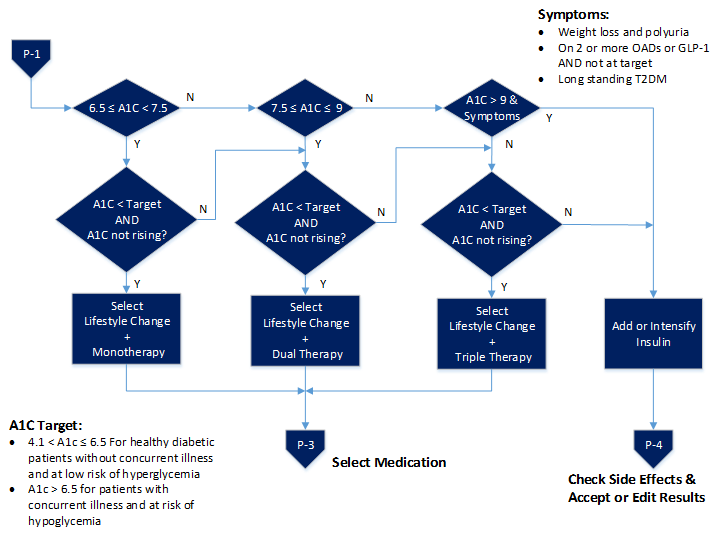 Symptoms:
● Weight loss and polyuria
● On 2 or more OADs or GLP-1
AND not at target
● Long standing T2DM
P-1
6.5 ≤ A1C < 7.5
N
7.5 ≤ A1C ≤ 9
N
A1C > 9 &
Symptoms
Y
Y
Y
N
A1C < Target
AND
A1C not rising?
N
A1C < Target
AND
A1C not rising?
N
A1C < Target
AND
A1C not rising?
N
Y
Y
Y
Select
Lifestyle Change
+
Monotherapy
Select
Lifestyle Change
+
Dual Therapy
Select
Lifestyle Change
+
Triple Therapy
Add or Intensify
Insulin
A1C Target:
● 4.1 < A1c ≤ 6.5 For healthy diabetic
patients without concurrent illness
and at low risk of hyperglycemia
● A1c > 6.5 for patients with
concurrent illness and at risk of
hypoglycemia
P-3
Select Medication
P-4
Check Side Effects &
Accept or Edit Results